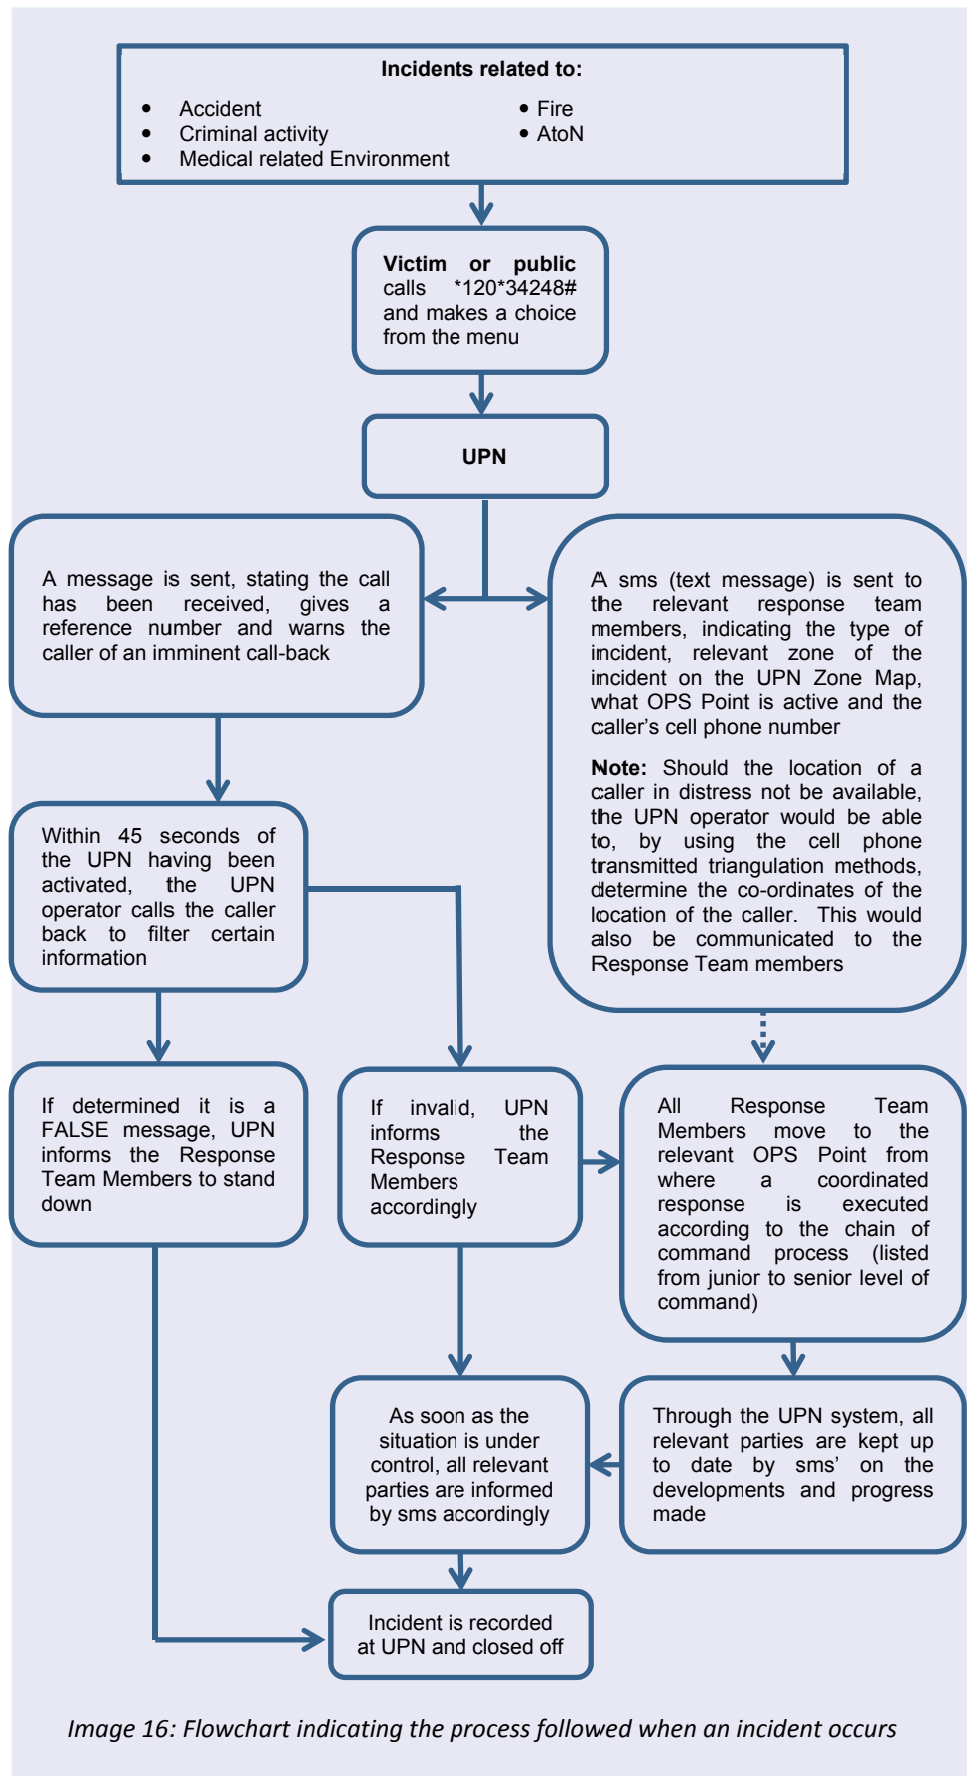 Incidents related to:
• Accident
• Criminal activity
• Medical related Environment
• Fire
• AtoN
Victim or public
calls *120*34248#
and makes a choice
from the menu
UPN
A message is sent, stating the call
has been received, gives a
reference number and warns the
caller of an imminent call-back
A sms (text message) is sent to
the relevant response team
members, indicating the type of
incident, relevant zone of the
incident on the UPN Zone Map,
what OPS Point is active and the
caller's cell phone number
Note: Should the location of a
caller in distress not be available,
the UPN operator would be able
to, by using the cell phone
transmitted triangulation methods,
determine the co-ordinates of the
location of the caller. This would
also be communicated to the
Response Team members
Within 45 seconds of
the UPN having been
activated, the UPN
operator calls the caller
back to filter certain
information
If determined it is a
FALSE message, UPN
informs the Response
Team Members to stand
down
If invalid, UPN
informs the
Response Team
Members
accordingly
All Response Team
Members move to the
relevant OPS Point from
where a coordinated
response is executed
according to the chain of
command process (listed
from junior to senior level of
command)
As soon as the
situation is under
control, all relevant
parties are informed
by sms accordingly
Through the UPN system, all
relevant parties are kept up
to date by sms' on the
developments and progress
made
Incident is recorded
at UPN and closed off
Image 16: Flowchart indicating the process followed when an incident occurs